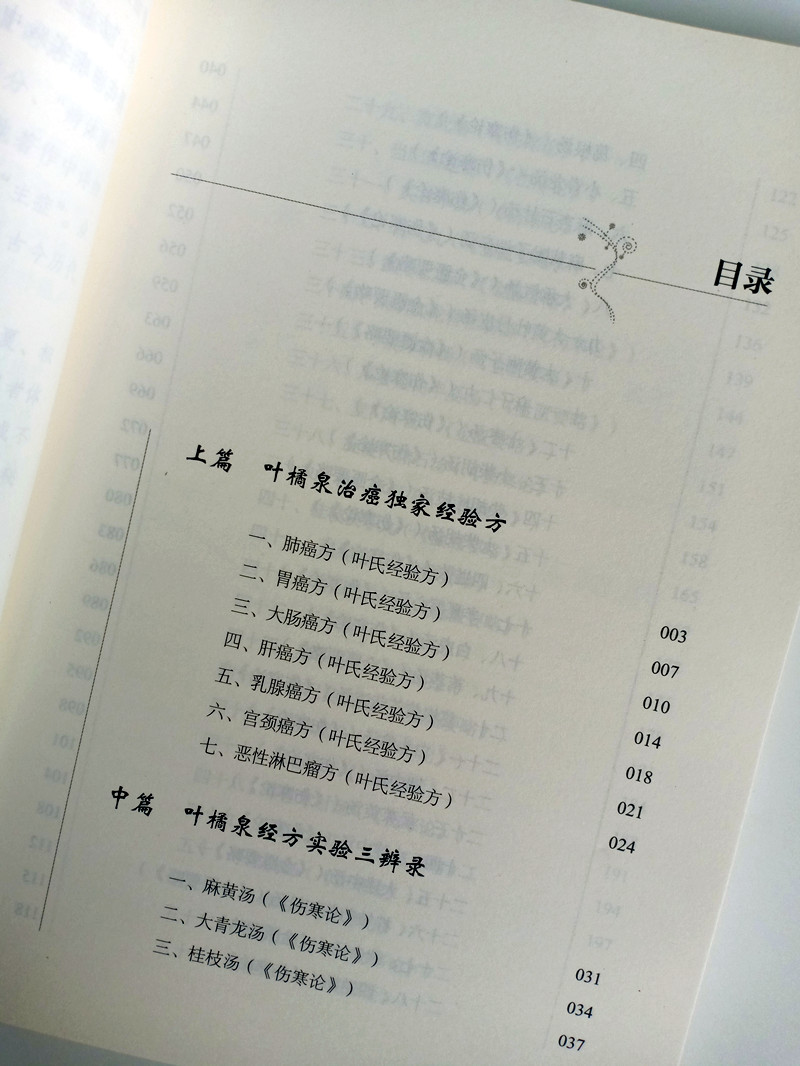 目录
上篇 叶橘泉治癌独家经验方
一、肺癌方（叶氏经验方） 003
二、胃癌方（叶氏经验方） 007
三、大肠癌方（叶氏经验方） 010
四、肝癌方（叶氏经验方） 014
五、乳腺癌方（叶氏经验方） 018
六、宫颈癌方（叶氏经验方） 021
七、恶性淋巴瘤方（叶氏经验方） 024
中篇 叶橘泉经方实验三辨录
一、麻黄汤（《伤寒论》） 031
二、大青龙汤（《伤寒论》） 034
三、桂枝汤（《伤寒论》） 037